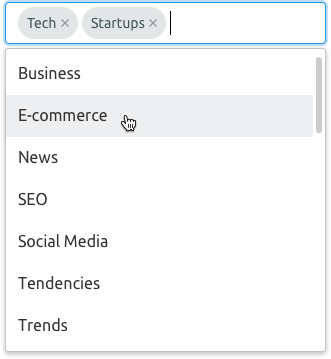 Tech × Startups ×
Business
E-commerce
News
SEO
Social Media
Tendencies
Trends